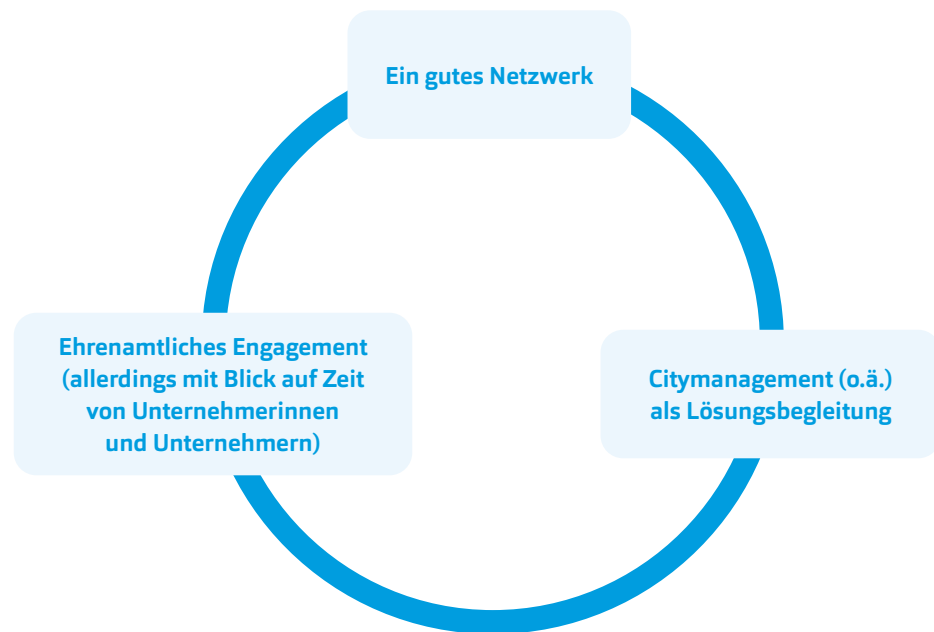 Ein gutes Netzwerk
Ehrenamtliches Engagement
(allerdings mit Blick auf Zeit
von Unternehmerinnen
und Unternehmern)
Citymanagement (o.ä.)
als Lösungsbegleitung